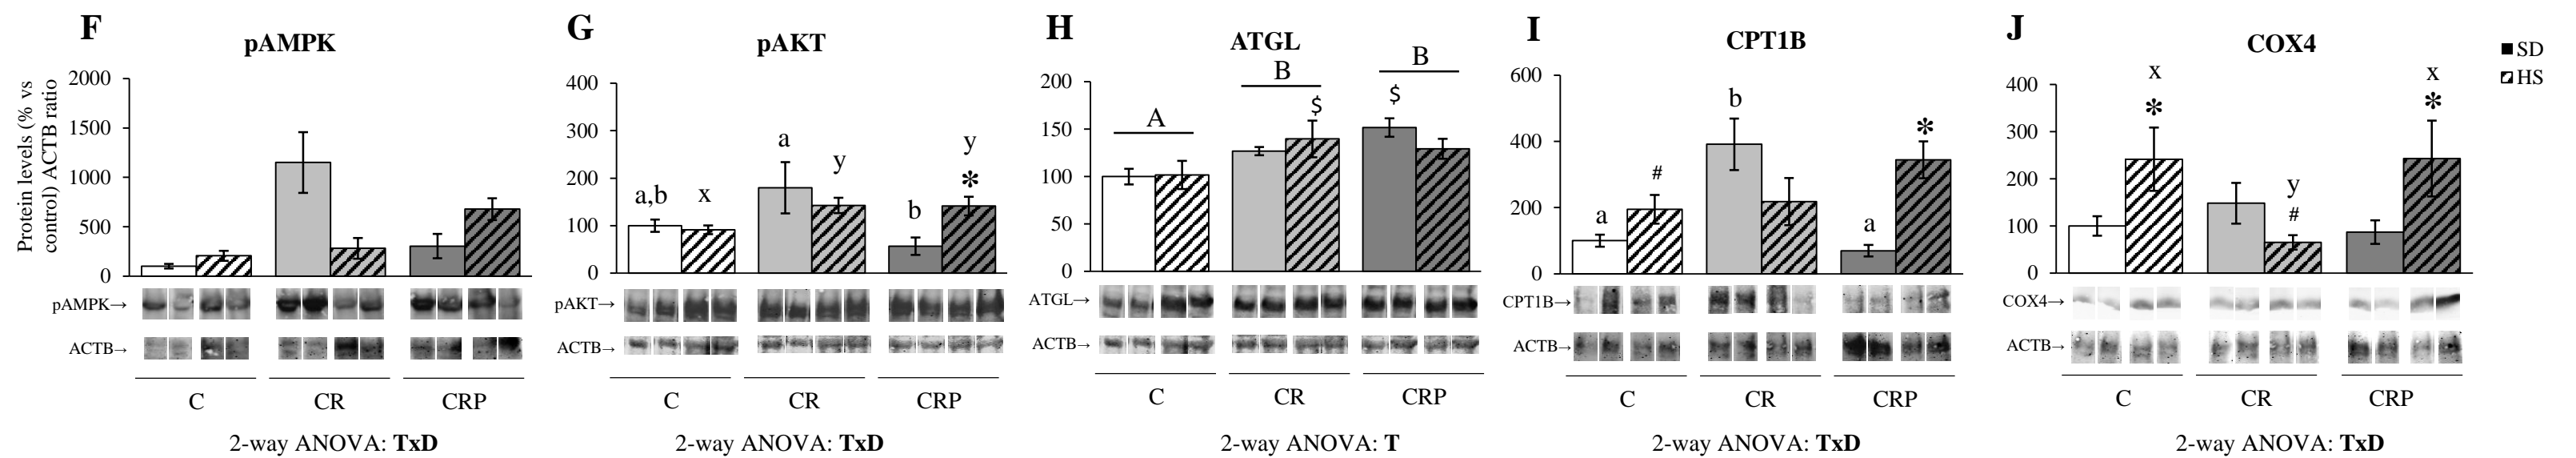 F
pAMPK
Protein levels (% vs
control) ACTB ratio
2000
1500
1000
500
0
pAMPK→
ACTB→
C CR CRP
2-way ANOVA: TxD
G
pAKT
400
300
200
100
0
a,b x a y b y
*
pAKT→
ACTB→
C CR CRP
2-way ANOVA: TxD
H
ATGL
200
150
100
50
0
A B B
$ $
ATGL→
ACTB→
C CR CRP
2-way ANOVA: T
I
CPT1B
600
400
200
0
a # b a *
CPT1B→
ACTB→
C CR CRP
2-way ANOVA: TxD
J
COX4
400
300
200
100
0
x y x
* # *
COX4→
ACTB→
C CR CRP
2-way ANOVA: TxD
SD
HS